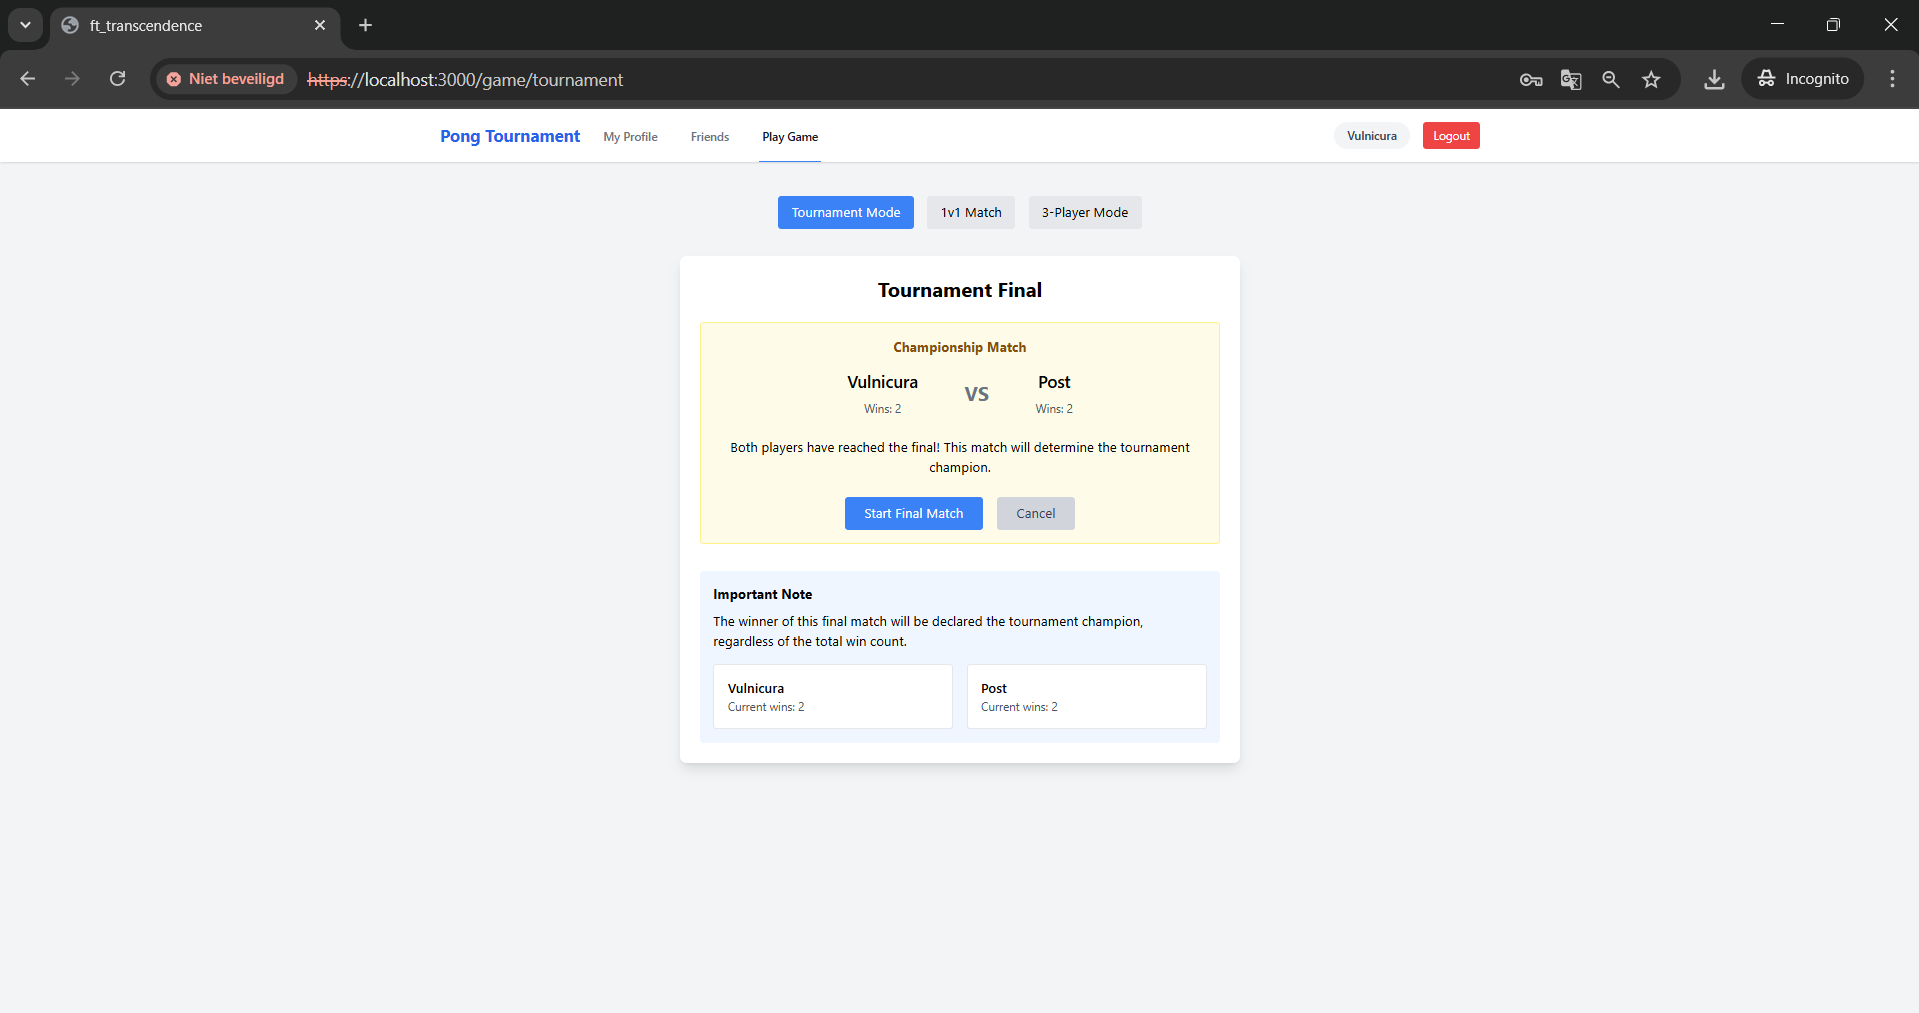 ft_transcendence
Niet beveiligd https://localhost:3000/game/tournament Incognito
Pong Tournament My Profile Friends Play Game Vulnicura Logout
Tournament Mode 1v1 Match 3-Player Mode
Tournament Final
Championship Match
Vulnicura VS Post
Wins: 2 Wins: 2
Both players have reached the final! This match will determine the tournament
champion.
Start Final Match Cancel
Important Note
The winner of this final match will be declared the tournament champion,
regardless of the total win count.
Vulnicura Post
Current wins: 2 Current wins: 2